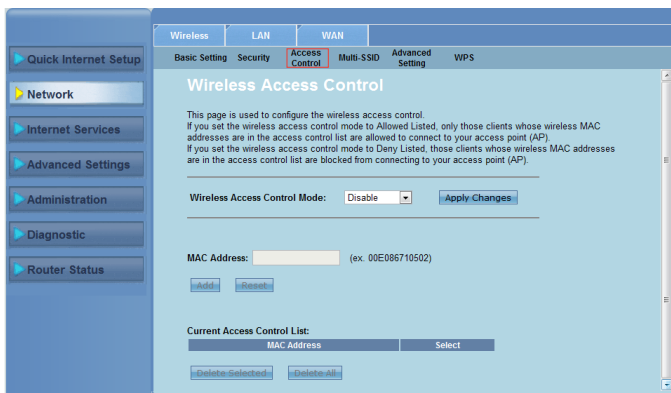 Wireless LAN WAN
Basic Setting Security Access Control Multi-SSID Advanced Setting WPS
Quick Internet Setup
Network
Internet Services
Advanced Settings
Administration
Diagnostic
Router Status
Wireless Access Control
This page is used to configure the wireless access control.
If you set the wireless access control mode to Allowed Listed, only those clients whose wireless MAC
addresses are in the access control list are allowed to connect to your access point (AP).
If you set the wireless access control mode to Deny Listed, those clients whose wireless MAC addresses
are in the access control list are blocked from connecting to your access point (AP).
Wireless Access Control Mode: Disable Apply Changes
MAC Address: (ex. 00E086710502)
Add Reset
Current Access Control List:
MAC Address Select
Delete Selected Delete All